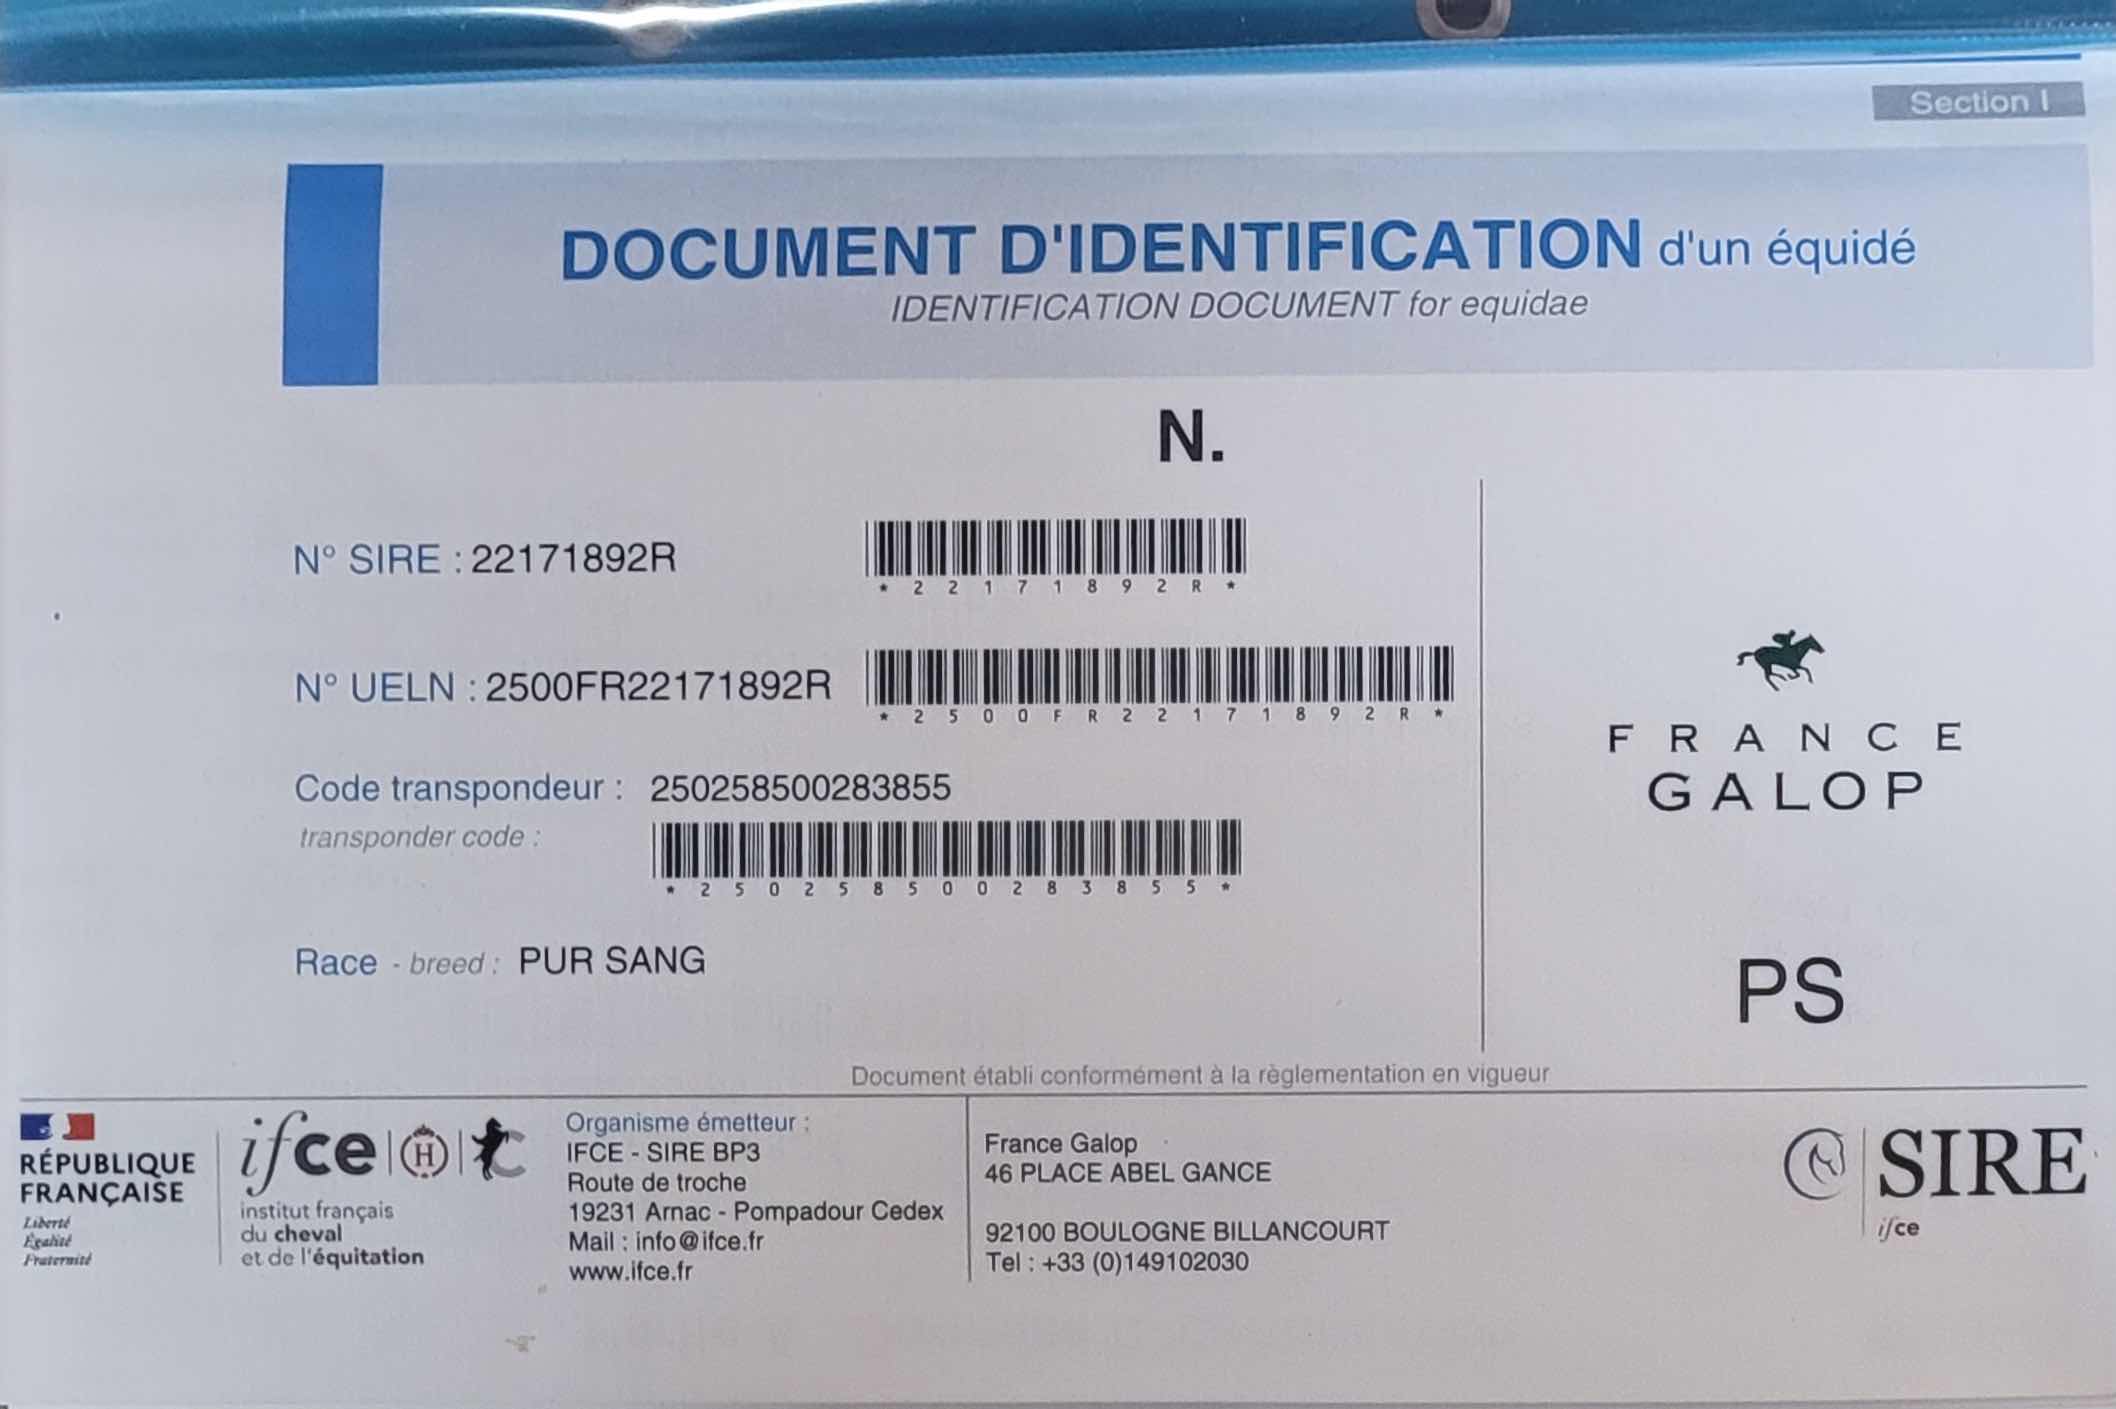 Section I
DOCUMENT D'IDENTIFICATION d'un équidé
IDENTIFICATION DOCUMENT for equidae
N.
N° SIRE : 22171892R
* 2 2 1 7 1 8 9 2 R *
N° UELN : 2500FR22171892R
* 2 5 0 0 F R 2 2 1 7 1 8 9 2 R *
Code transpondeur : 250258500283855
transponder code :
* 2 5 0 2 5 8 5 0 0 2 8 3 8 5 5 *
Race - breed : PUR SANG
FRANCE
GALOP
PS
Document établi conformément à la règlementation en vigueur
RÉPUBLIQUE
FRANÇAISE
Liberté
Égalité
Fraternité
ifce H
institut français
du cheval
et de l'équitation
Organisme émetteur :
IFCE - SIRE BP3
Route de troche
19231 Arnac - Pompadour Cedex
Mail : info@ifce.fr
www.ifce.fr
France Galop
46 PLACE ABEL GANCE
92100 BOULOGNE BILLANCOURT
Tel : +33 (0)149102030
SIRE
ifce